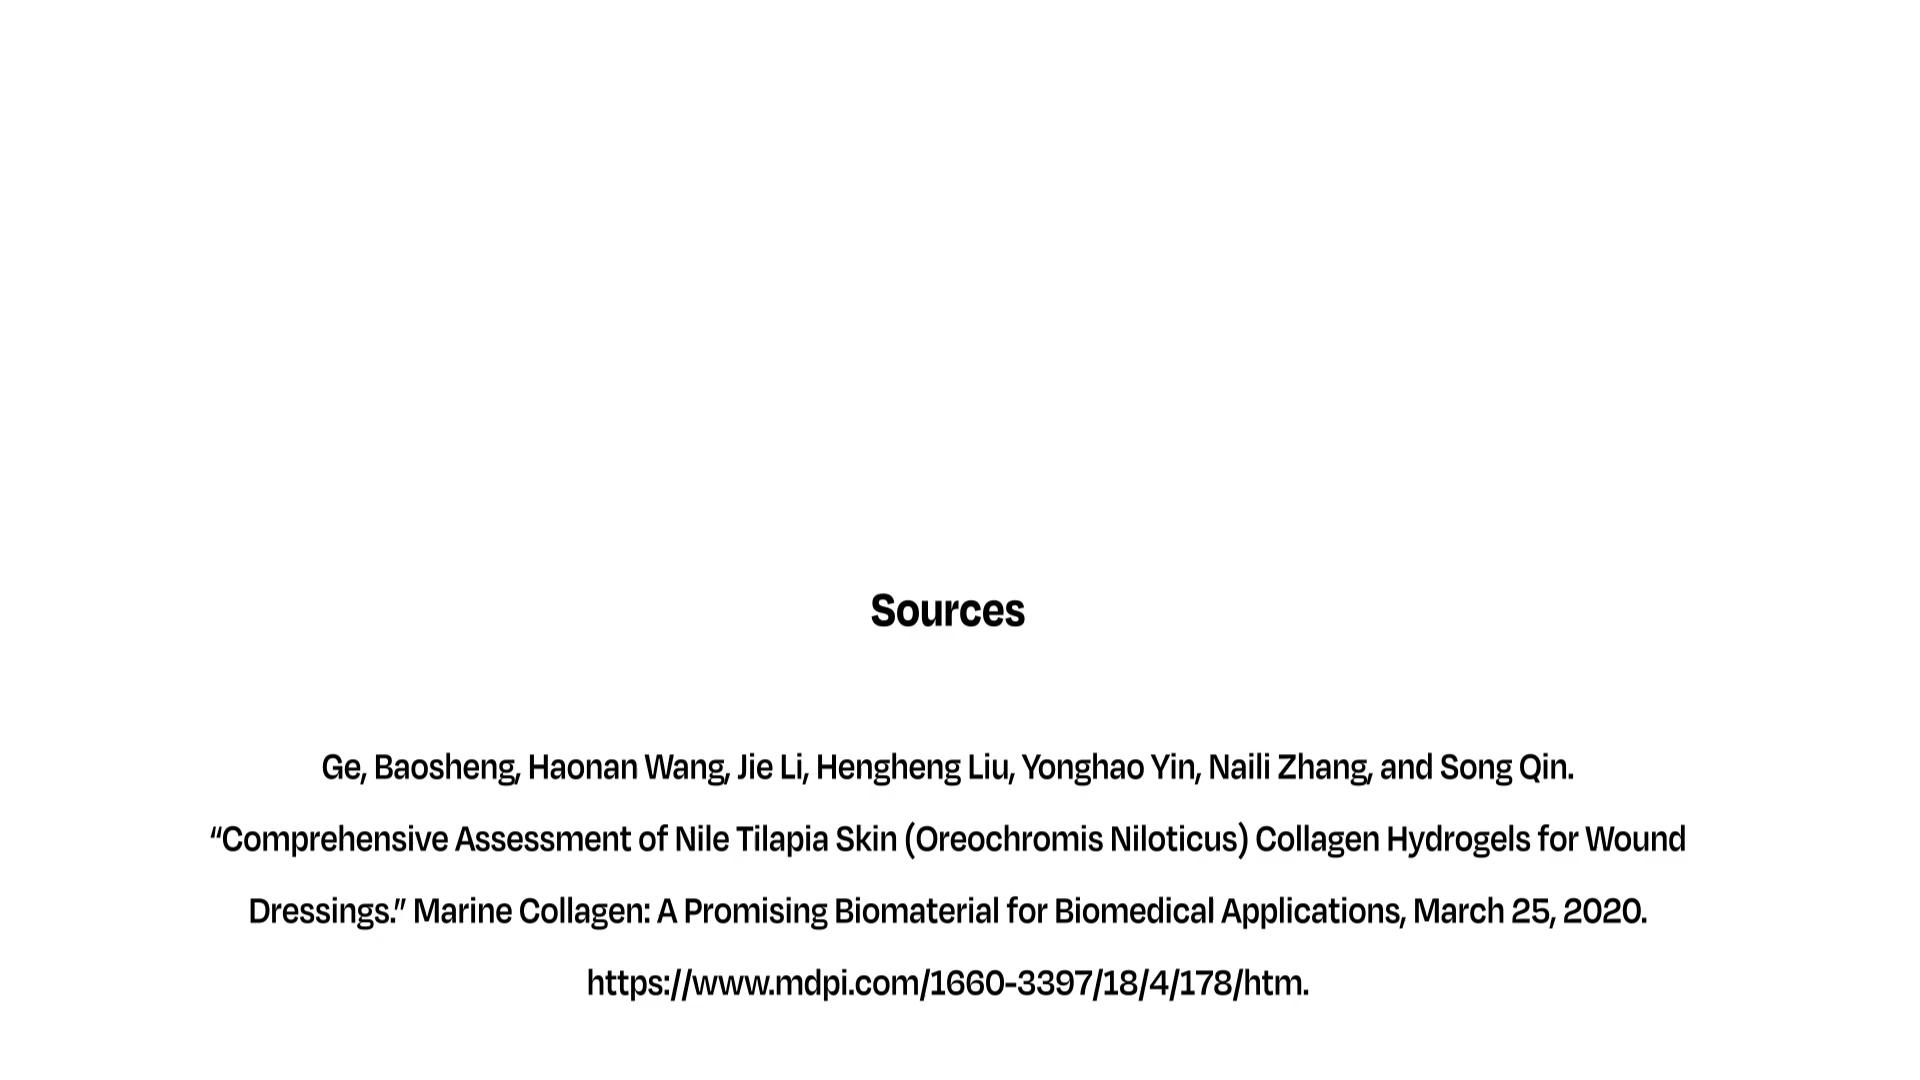 Sources
Ge, Baosheng, Haonan Wang, Jie Li, Hengheng Liu, Yonghao Yin, Naili Zhang, and Song Qin.
“Comprehensive Assessment of Nile Tilapia Skin (Oreochromis Niloticus) Collagen Hydrogels for Wound
Dressings.” Marine Collagen: A Promising Biomaterial for Biomedical Applications, March 25, 2020.
https://www.mdpi.com/1660-3397/18/4/178/htm.